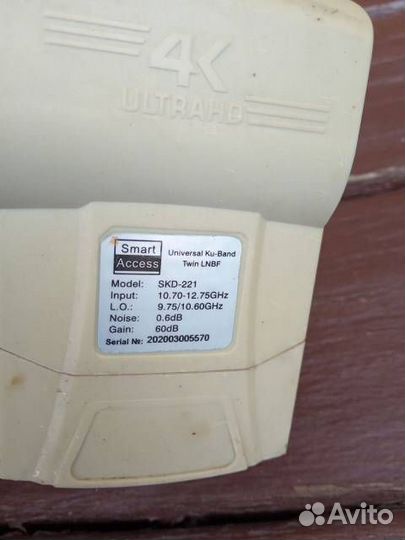 4K
ULTRAHD
Smart
Access
Universal Ku-Band
Twin LNBF
Model: SKD-221
Input: 10.70-12.75GHz
L.O.: 9.75/10.60GHz
Noise: 0.6dB
Gain: 60dB
Serial №: 202003005570
Avito